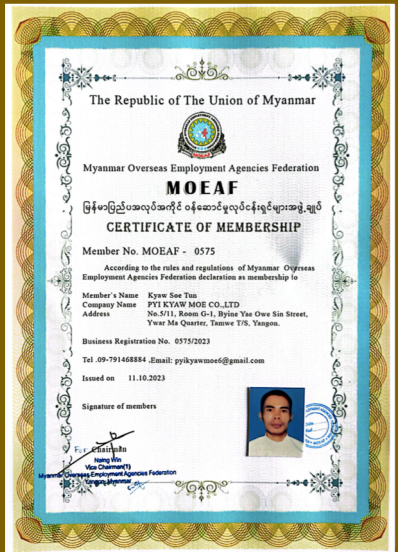 The Republic of The Union of Myanmar
Myanmar Overseas Employment Agencies Federation
MOEAF
မြန်မာပြည်ပအလုပ်အကိုင် ဝန်ဆောင်မှုလုပ်ငန်းရှင်များအဖွဲ့ချုပ်
CERTIFICATE OF MEMBERSHIP
Member No. MOEAF - 0575
According to the rules and regulations of Myanmar Overseas
Employment Agencies Federation declaration as membership to
Member's Name Kyaw Soe Tun
Company Name PYI KYAW MOE CO.,LTD
Address No.5/11, Room G-1, Byine Yae Owe Sin Street,
Ywar Ma Quarter, Tamwe T/S, Yangon.
Business Registration No. 0575/2023
Tel .09-791468884 ,Email: pyikyawmoe6@gmail.com
Issued on 11.10.2023
Signature of members
For Chairman
Naing Win
Vice Chairman(1)
Myanmar Overseas Employment Agencies Federation
Yangon, Myanmar